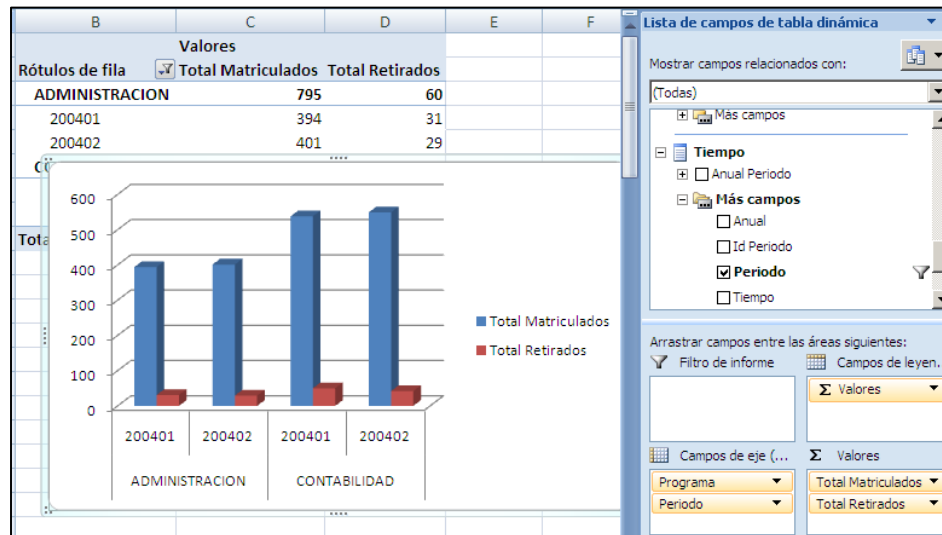 B C D E F
Valores
Rótulos de fila Total Matriculados Total Retirados
ADMINISTRACION 795 60
200401 394 31
200402 401 29
Tota
600
500
400
300
200
100
0
200401 200402 200401 200402
ADMINISTRACION CONTABILIDAD
Total Matriculados
Total Retirados
Lista de campos de tabla dinámica
Mostrar campos relacionados con:
(Todas)
Más campos
Tiempo
Anual Periodo
Más campos
Anual
Id Periodo
Periodo
Tiempo
Arrastrar campos entre las áreas siguientes:
Filtro de informe Campos de leyen...
Σ Valores
Campos de eje (... Σ Valores
Programa Total Matriculados
Periodo Total Retirados